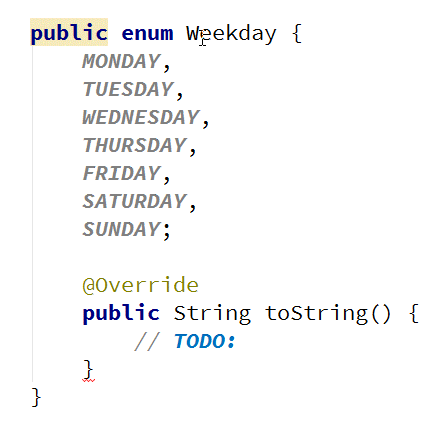 public enum Weekday {
    MONDAY,
    TUESDAY,
    WEDNESDAY,
    THURSDAY,
    FRIDAY,
    SATURDAY,
    SUNDAY;

    @Override
    public String toString() {
        // TODO:
    }
}